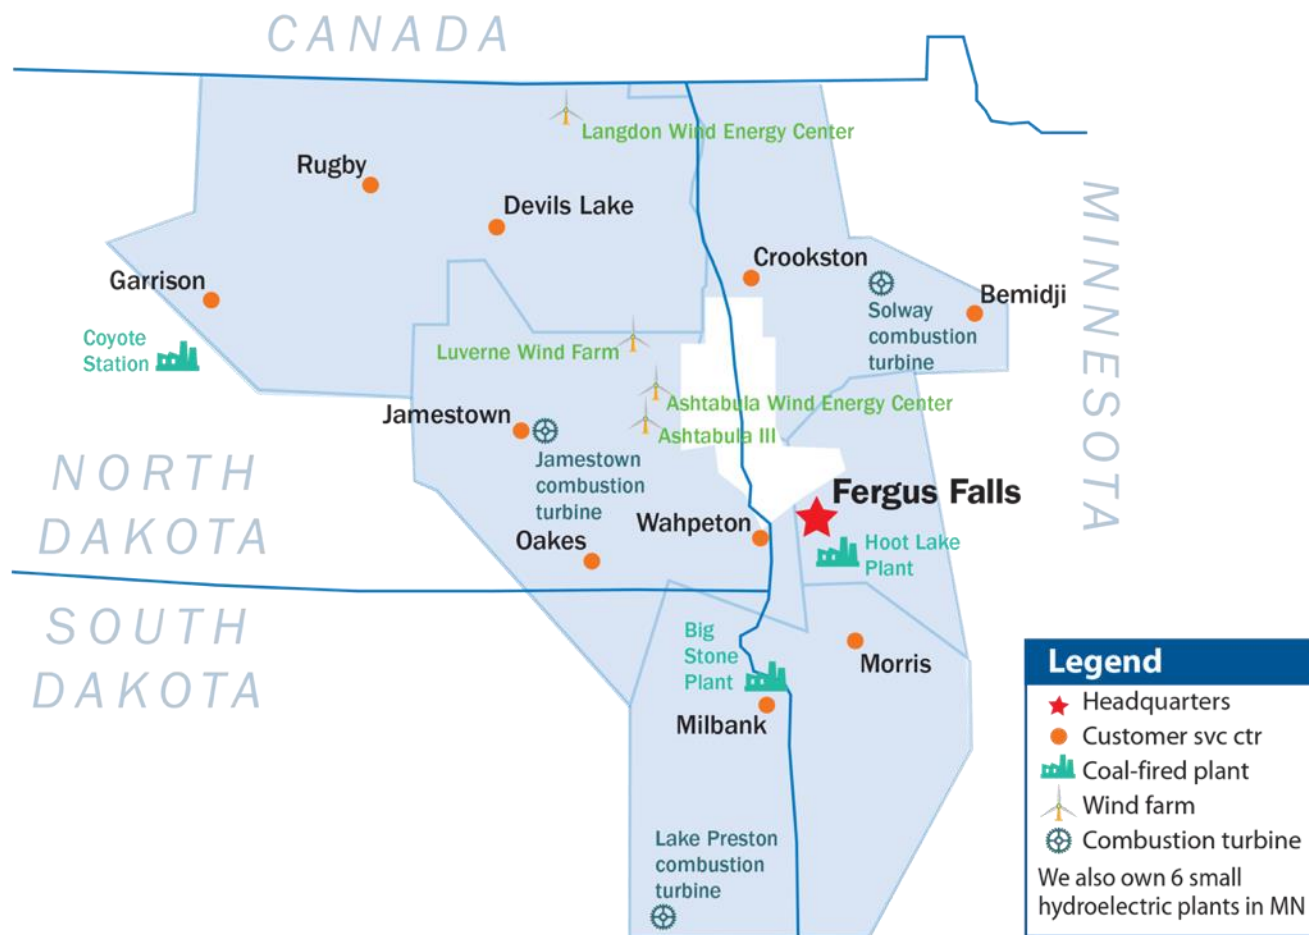 CANADA
Langdon Wind Energy Center
Rugby
Devils Lake
MINNESOTA
Crookston
Garrison
Bemidji
Solway
combustion
turbine
Coyote
Station
Luverne Wind Farm
Ashtabula Wind Energy Center
Jamestown
Ashtabula III
Jamestown
combustion
turbine
NORTH
DAKOTA
Fergus Falls
Wahpeton
Oakes
Hoot Lake
Plant
SOUTH
DAKOTA
Big
Stone
Plant
Morris
Milbank
Lake Preston
combustion
turbine
Legend
Headquarters
Customer svc ctr
Coal-fired plant
Wind farm
Combustion turbine
We also own 6 small
hydroelectric plants in MN